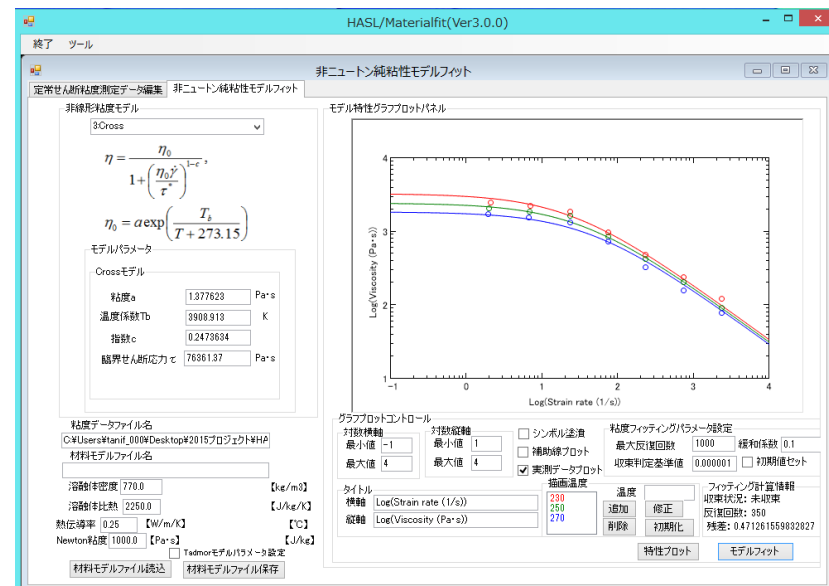 HASL/Materialfit(Ver3.0.0)
終了 ツール
非ニュートン純粘性モデルフィット
定常せん断粘度測定データ編集 非ニュートン純粘性モデルフィット
非線形粘度モデル
3:Cross
η = η0 / (1+(η0γ̇/τ*)^(1-c)),
η0 = a exp(Tb/(T+273.15))
モデルパラメータ
Crossモデル
粘度a 1.377623 Pa・s
温度係数Tb 3908.913 K
指数c 0.2473634
臨界せん断応力τ 76361.37 Pa・s
粘度データファイル名
C:¥Users¥tanif_000¥Desktop¥2015プロジェクト¥HA
材料モデルファイル名
溶融体密度 770.0 【kg/m3】
溶融体比熱 2250.0 【J/kg/K】
熱伝導率 0.25 【W/m/K】 【℃】
Newton粘度 1000.0 【Pa・s】 【J/kg】
Tadmorモデルパラメータ設定
材料モデルファイル読込 材料モデルファイル保存
モデル特性グラフプロットパネル
4
3
2
1
Log(Viscosity (Pa・s))
-1 0 1 2 3 4
Log(Strain rate (1/s))
グラフプロットコントロール
対数横軸
最小値 -1
最大値 4
対数縦軸
最小値 1
最大値 4
シンボル塗潰
補助線プロット
実測データプロット
粘度フィッティングパラメータ設定
最大反復回数 1000 緩和係数 0.1
収束判定基準値 0.000001 初期値セット
タイトル
横軸 Log(Strain rate (1/s))
縦軸 Log(Viscosity (Pa・s))
描画温度
230
250
270
温度
追加 修正
削除 初期化
フィッティング計算情報
収束状況: 未収束
反復回数: 350
残差: 0.471261559832827
特性プロット モデルフィット